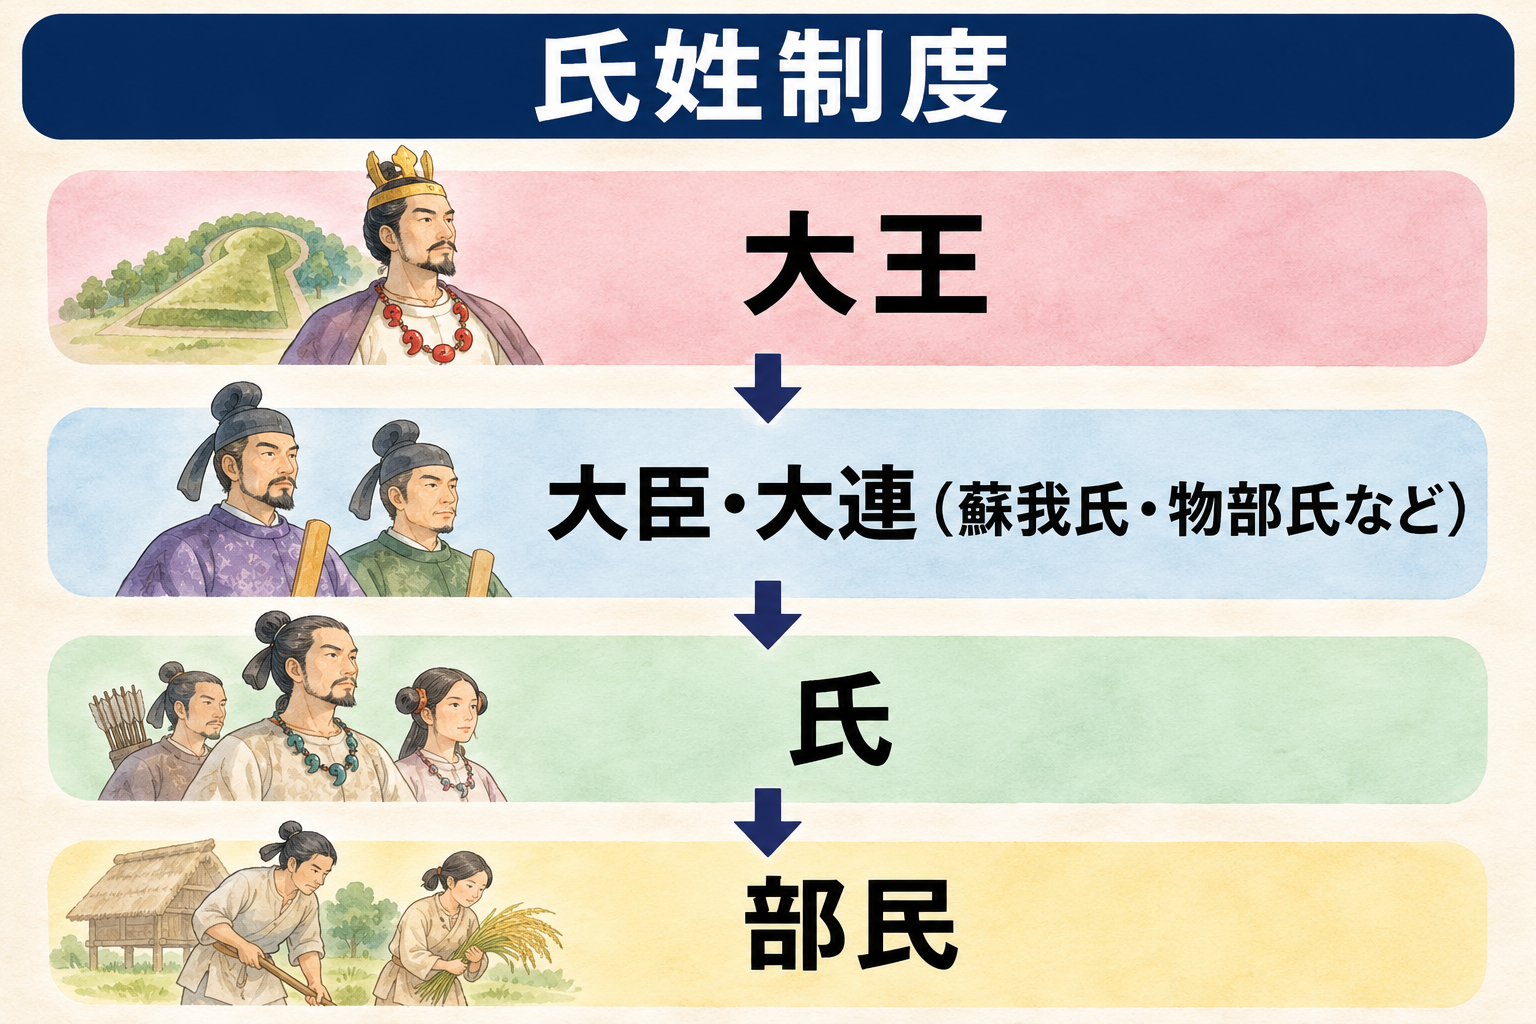 氏姓制度
大王
大臣・大連（蘇我氏・物部氏など）
氏
部民